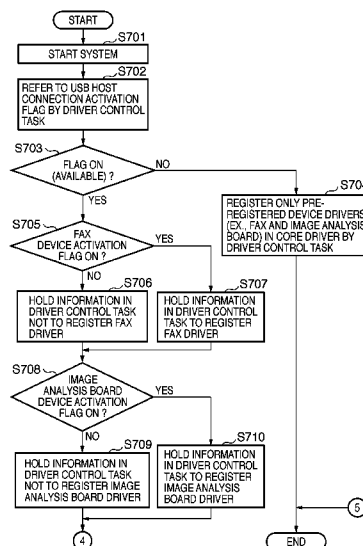 START
S701
START SYSTEM
S702
REFER TO USB HOST
CONNECTION ACTIVATION
FLAG BY DRIVER CONTROL
TASK
S703
FLAG ON
(AVAILABLE) ?
NO
YES
S704
REGISTER ONLY PRE-
REGISTERED DEVICE DRIVERS
(EX., FAX AND IMAGE ANALYSIS
BOARD) IN CORE DRIVER BY
DRIVER CONTROL TASK
S705
FAX
DEVICE ACTIVATION
FLAG ON ?
YES
NO
S706
HOLD INFORMATION IN
DRIVER CONTROL TASK
NOT TO REGISTER FAX
DRIVER
S707
HOLD INFORMATION
IN DRIVER CONTROL
TASK TO REGISTER
FAX DRIVER
S708
IMAGE
ANALYSIS BOARD
DEVICE ACTIVATION
FLAG ON ?
YES
NO
S709
HOLD INFORMATION IN
DRIVER CONTROL TASK
NOT TO REGISTER IMAGE
ANALYSIS BOARD DRIVER
S710
HOLD INFORMATION IN
DRIVER CONTROL TASK TO
REGISTER IMAGE ANALYSIS
BOARD DRIVER
4
5
END